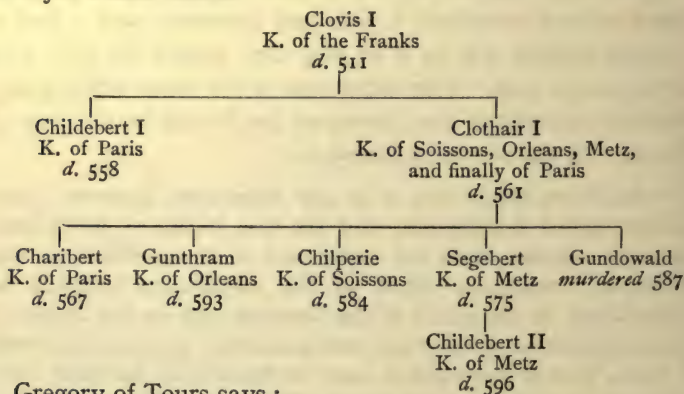 Clovis I
K. of the Franks
d. 511
Childebert I
K. of Paris
d. 558
Clothair I
K. of Soissons, Orleans, Metz,
and finally of Paris
d. 561
Charibert
K. of Paris
d. 567
Gunthram
K. of Orleans
d. 593
Chilperie
K. of Soissons
d. 584
Segebert
K. of Metz
d. 575
Gundowald
murdered 587
Childebert II
K. of Metz
d. 596
Gregory of Tours says :